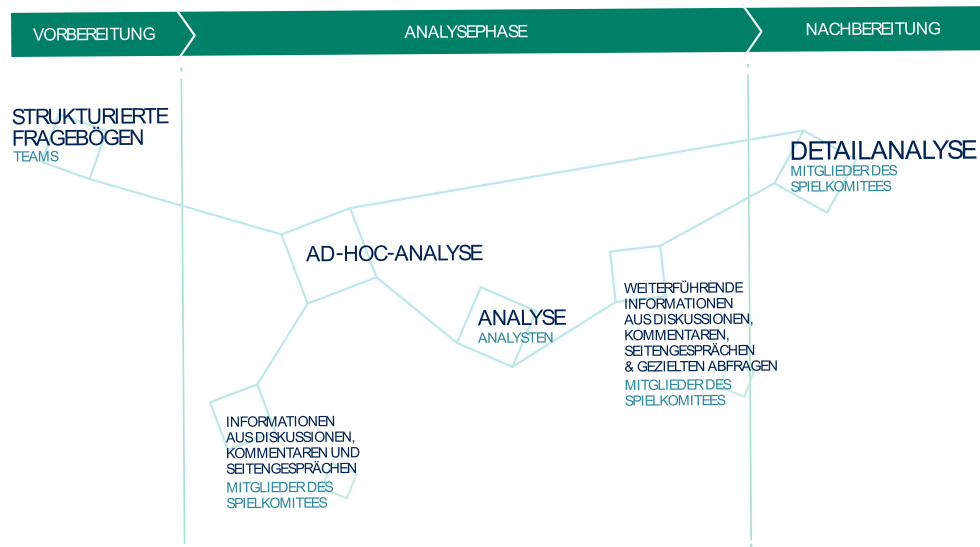 VORBEREITUNG
ANALYSEPHASE
NACHBEREITUNG
STRUKTURIERTE
FRAGEBÖGEN
TEAMS
DETAILANALYSE
MITGLIEDER DES
SPIELKOMITEES
AD-HOC-ANALYSE
ANALYSE
ANALYSTEN
WEITERFÜHRENDE
INFORMATIONEN
AUS DISKUSSIONEN,
KOMMENTAREN,
SEITENGESPRÄCHEN
& GEZIELTEN ABFRAGEN
MITGLIEDER DES
SPIELKOMITEES
INFORMATIONEN
AUS DISKUSSIONEN,
KOMMENTAREN UND
SEITENGESPRÄCHEN
MITGLIEDER DES
SPIELKOMITEES